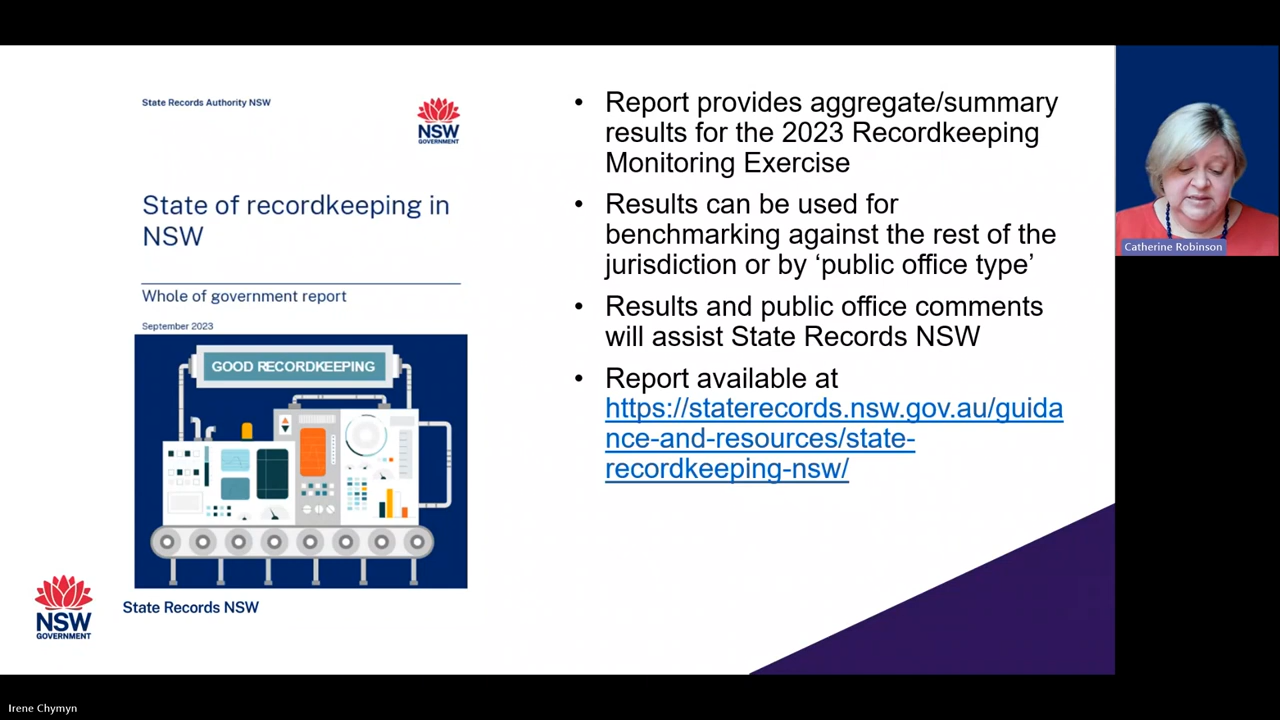 State Records Authority NSW
NSW
GOVERNMENT
State of recordkeeping in
NSW
Whole of government report
September 2023
GOOD RECORDKEEPING
NSW
GOVERNMENT
State Records NSW
• Report provides aggregate/summary
results for the 2023 Recordkeeping
Monitoring Exercise
• Results can be used for
benchmarking against the rest of the
jurisdiction or by ‘public office type’
• Results and public office comments
will assist State Records NSW
• Report available at
https://staterecords.nsw.gov.au/guida
nce-and-resources/state-
recordkeeping-nsw/
Catherine Robinson
Irene Chymyn